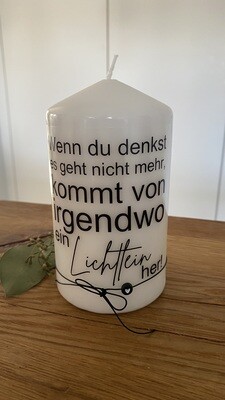 Wenn du denkst
es geht nicht mehr,
kommt von
irgendwo
ein Lichtlein her!